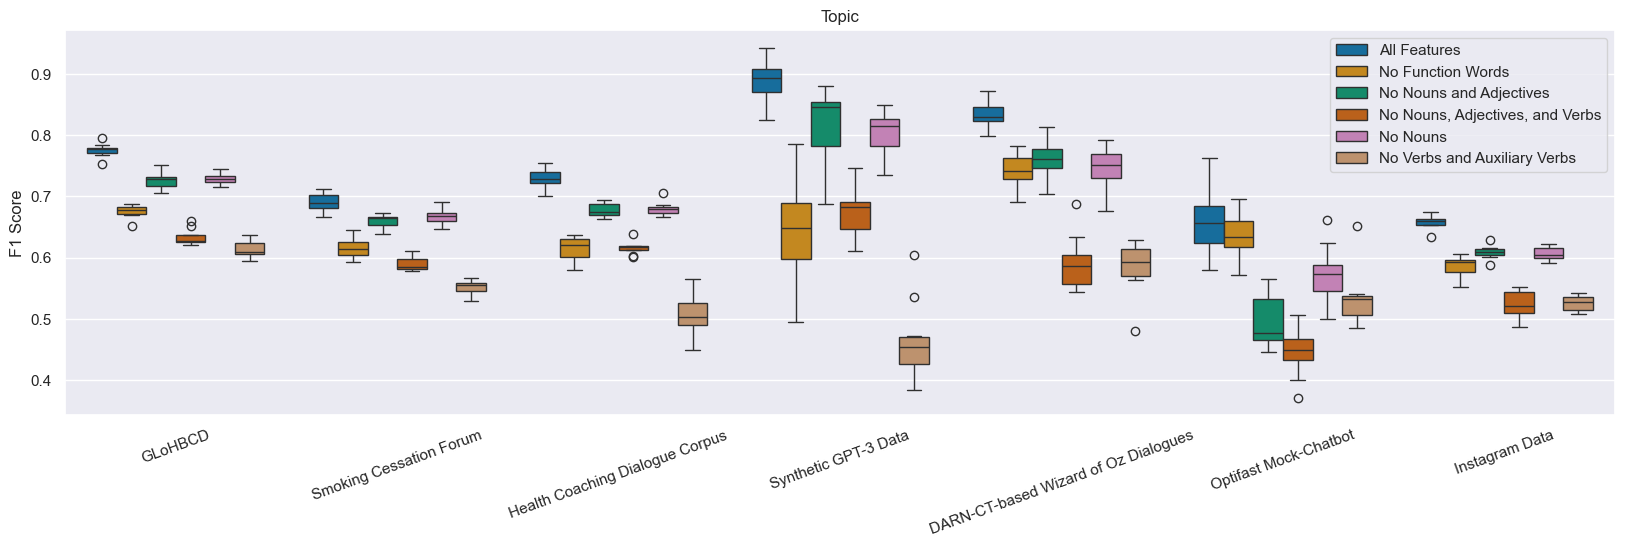 Topic
F1 Score
0.9
0.8
0.7
0.6
0.5
0.4
All Features
No Function Words
No Nouns and Adjectives
No Nouns, Adjectives, and Verbs
No Nouns
No Verbs and Auxiliary Verbs
GLoHBCD
Smoking Cessation Forum
Health Coaching Dialogue Corpus
Synthetic GPT-3 Data
DARN-CT-based Wizard of Oz Dialogues
Optifast Mock-Chatbot
Instagram Data